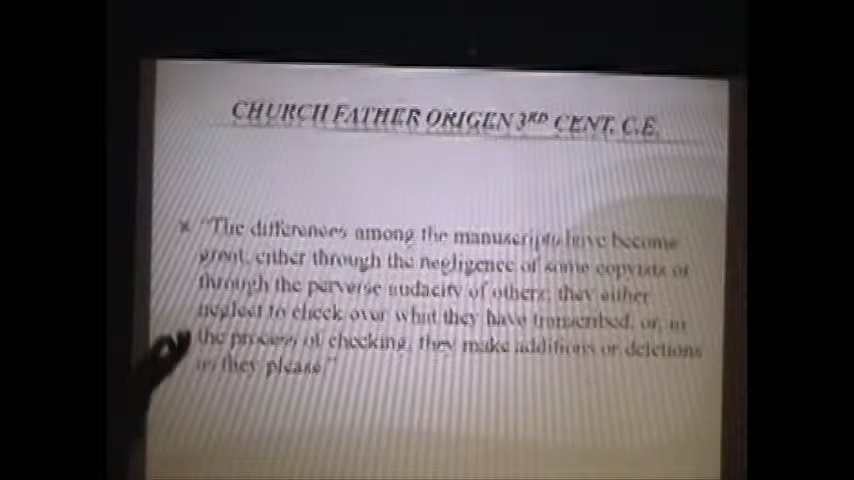 CHURCH FATHER ORIGEN 3RD CENT. C.E.
"The differences among the manuscripts have become
great, either through the negligence of some copyists or
through the perverse audacity of others; they either
neglect to check over what they have transcribed, or, in
the process of checking, they make additions or deletions
as they please."